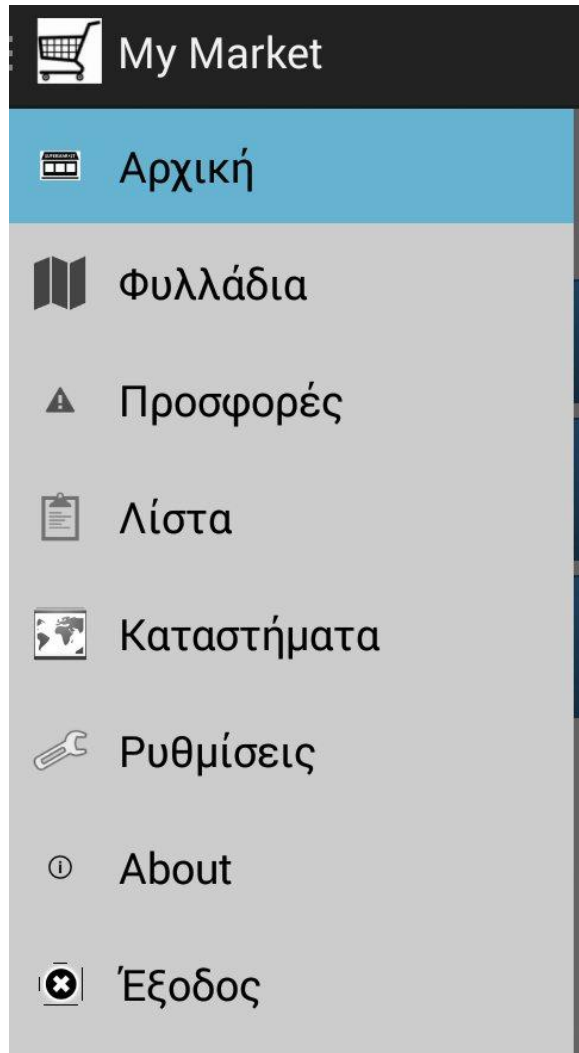 My Market
Αρχική
Φυλλάδια
Προσφορές
Λίστα
Καταστήματα
Ρυθμίσεις
About
Έξοδος